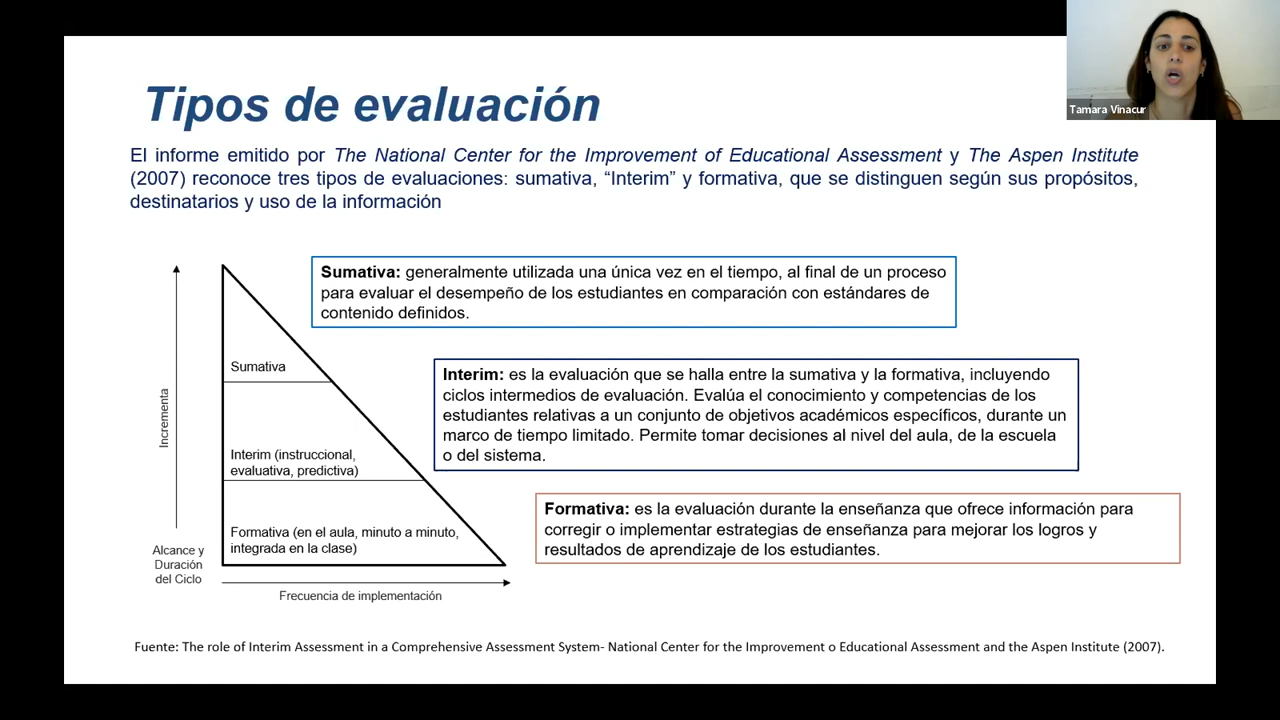 Tamara Vinacur
Tipos de evaluación
El informe emitido por The National Center for the Improvement of Educational Assessment y The Aspen Institute
(2007) reconoce tres tipos de evaluaciones: sumativa, “Interim” y formativa, que se distinguen según sus propósitos,
destinatarios y uso de la información
Sumativa: generalmente utilizada una única vez en el tiempo, al final de un proceso
para evaluar el desempeño de los estudiantes en comparación con estándares de
contenido definidos.
Interim: es la evaluación que se halla entre la sumativa y la formativa, incluyendo
ciclos intermedios de evaluación. Evalúa el conocimiento y competencias de los
estudiantes relativas a un conjunto de objetivos académicos específicos, durante un
marco de tiempo limitado. Permite tomar decisiones al nivel del aula, de la escuela
o del sistema.
Formativa: es la evaluación durante la enseñanza que ofrece información para
corregir o implementar estrategias de enseñanza para mejorar los logros y
resultados de aprendizaje de los estudiantes.
Incrementa
Sumativa
Interim (instruccional,
evaluativa, predictiva)
Formativa (en el aula, minuto a minuto,
integrada en la clase)
Alcance y
Duración
del Ciclo
Frecuencia de implementación
Fuente: The role of Interim Assessment in a Comprehensive Assessment System- National Center for the Improvement o Educational Assessment and the Aspen Institute (2007).